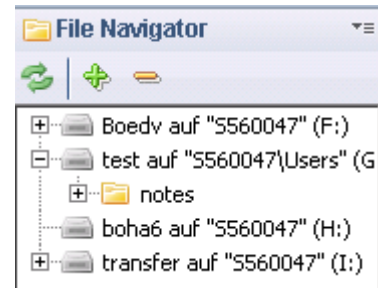 File Navigator
Boedv auf "S560047" (F:)
test auf "S560047\Users" (G
notes
boha6 auf "S560047" (H:)
transfer auf "S560047" (I:)